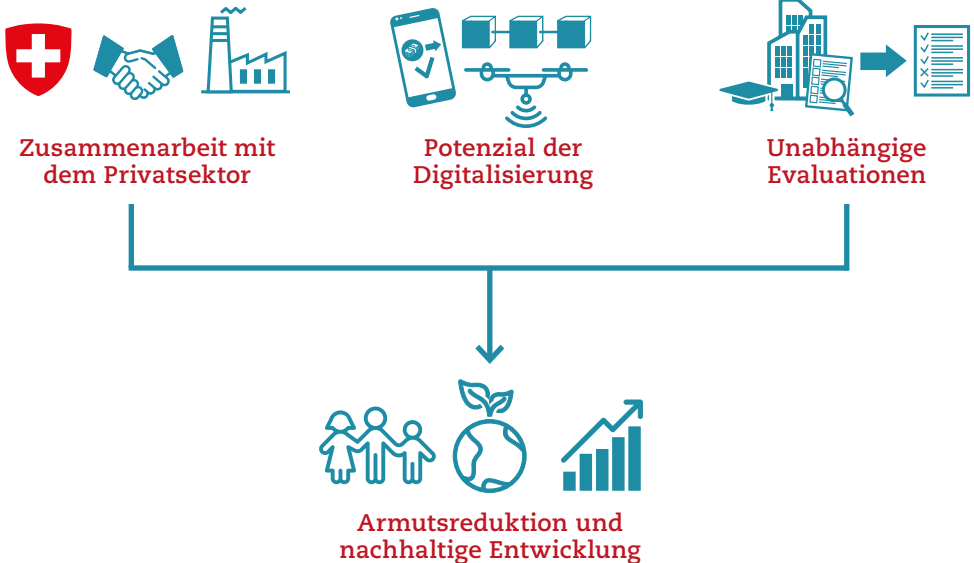 Zusammenarbeit mit
dem Privatsektor
Potenzial der
Digitalisierung
Unabhängige
Evaluationen
Armutsreduktion und
nachhaltige Entwicklung